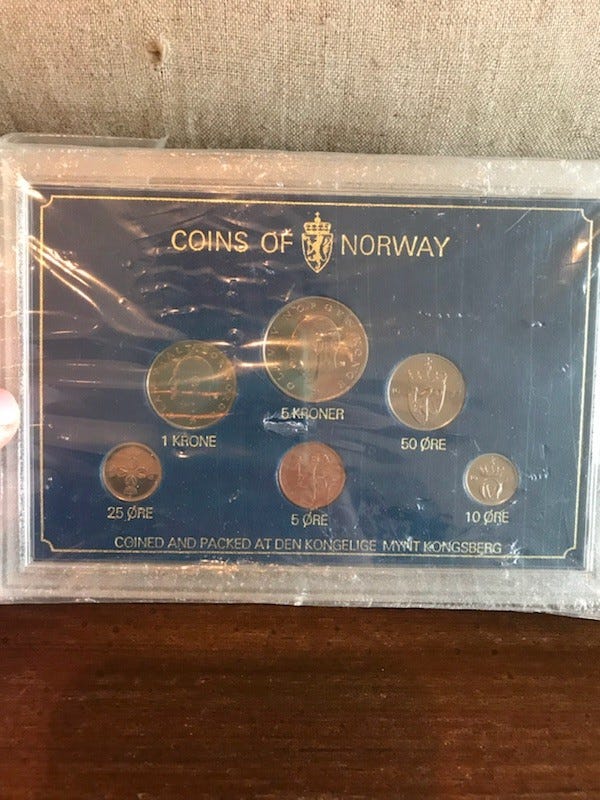 COINS OF NORWAY
5 KRONER
1 KRONE
50 ØRE
25 ØRE
5 ØRE
10 ØRE
COINED AND PACKED AT DEN KONGELIGE MYNT KONGSBERG